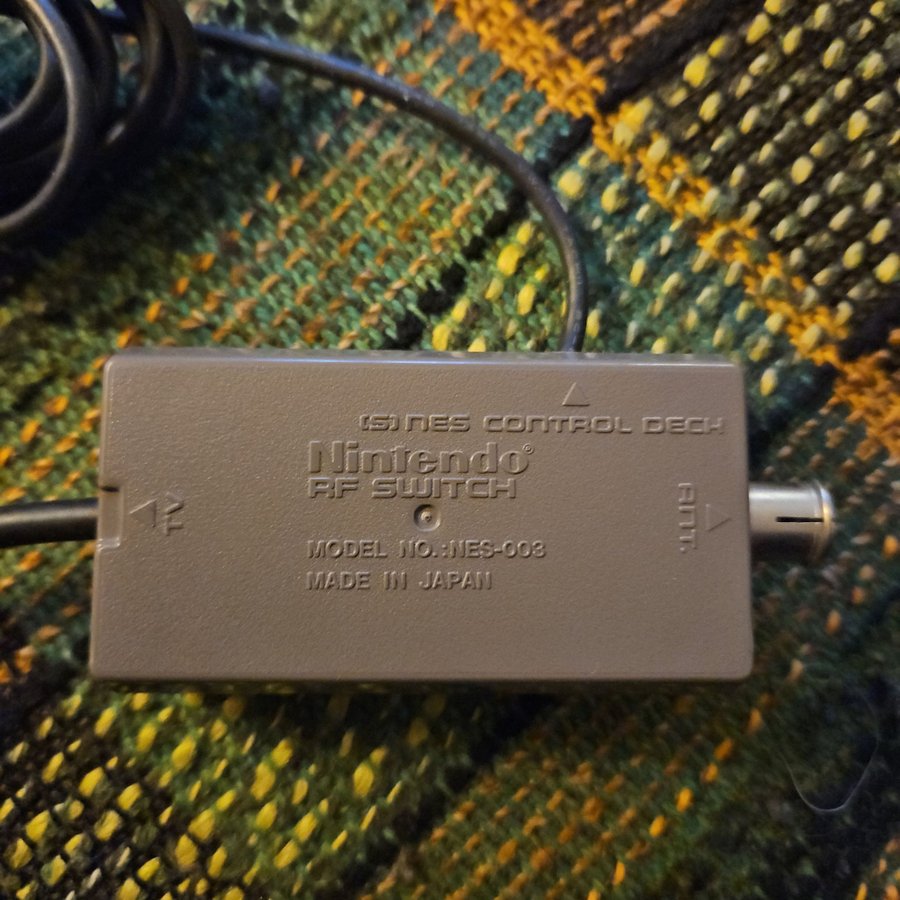 (S) NES CONTROL DECK
Nintendo®
RF SWITCH
TV
ANT.
MODEL NO.:NES-003
MADE IN JAPAN